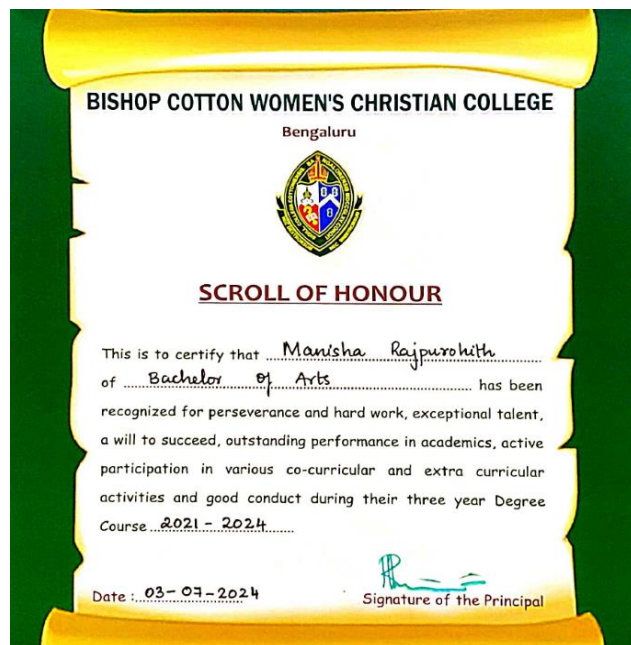 BISHOP COTTON WOMEN'S CHRISTIAN COLLEGE
Bengaluru
SCROLL OF HONOUR
This is to certify that Manisha Rajpurohith
of Bachelor of Arts has been
recognized for perseverance and hard work, exceptional talent,
a will to succeed, outstanding performance in academics, active
participation in various co-curricular and extra curricular
activities and good conduct during their three year Degree
Course 2021 - 2024
Date : 03-07-2024
Signature of the Principal